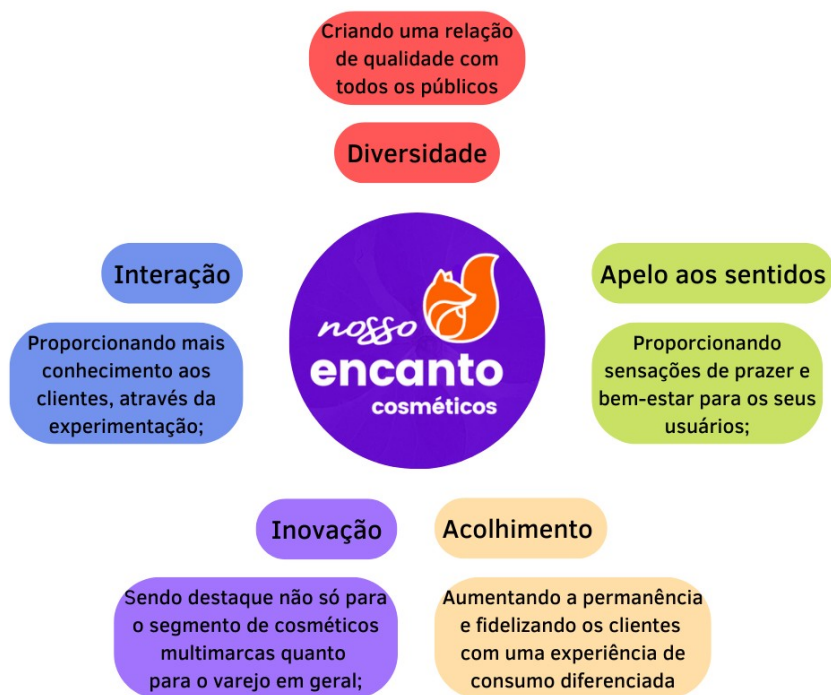 Criando uma relação
de qualidade com
todos os públicos
Diversidade
Interação
Proporcionando mais
conhecimento aos
clientes, através da
experimentação;
nosso
encanto
cosméticos
Apelo aos sentidos
Proporcionando
sensações de prazer e
bem-estar para os seus
usuários;
Inovação
Sendo destaque não só para
o segmento de cosméticos
multimarcas quanto
para o varejo em geral;
Acolhimento
Aumentando a permanência
e fidelizando os clientes
com uma experiência de
consumo diferenciada